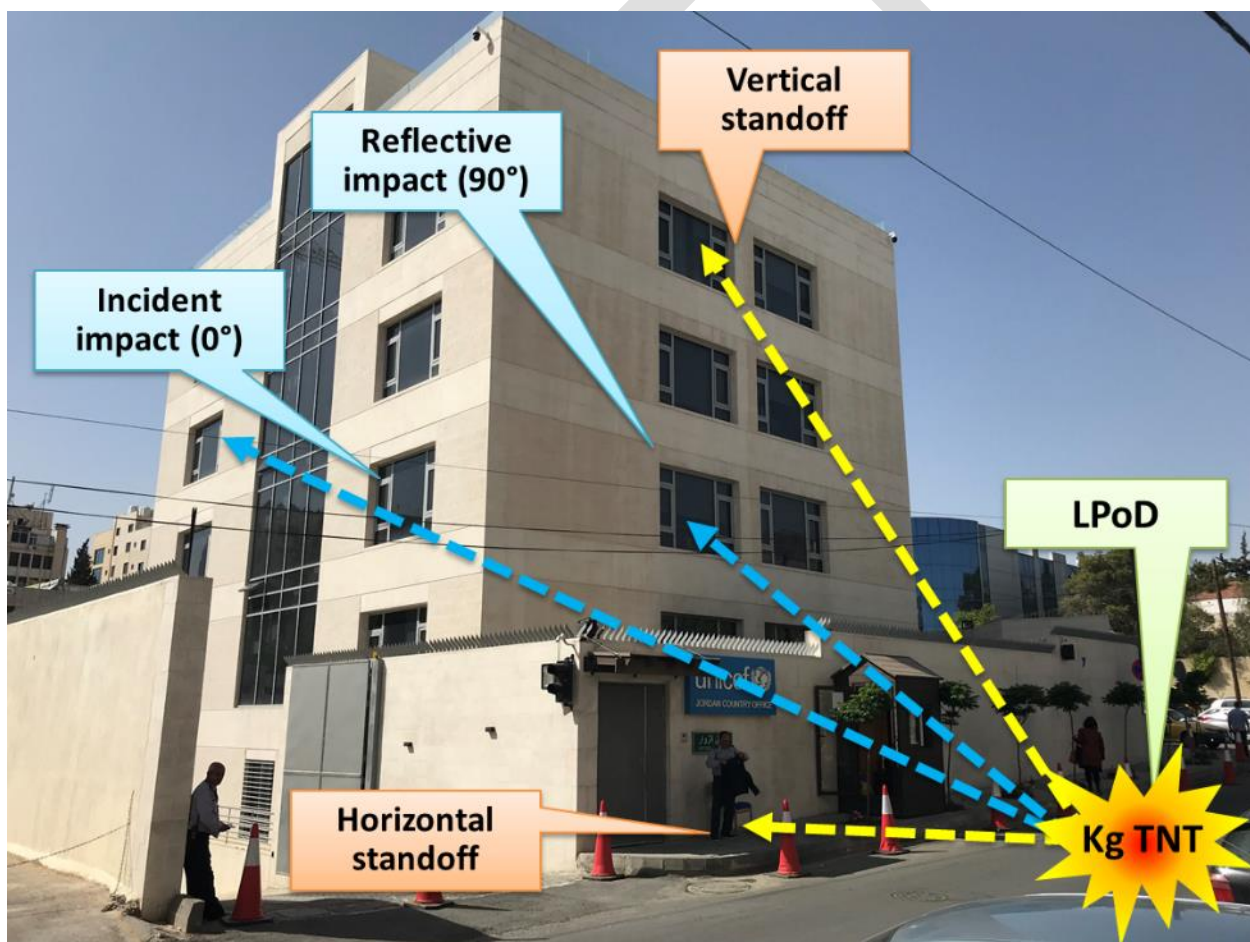 Vertical
standoff
Reflective
impact (90°)
Incident
impact (0°)
LPoD
unicef
JORDAN COUNTRY OFFICE
Horizontal
standoff
Kg TNT